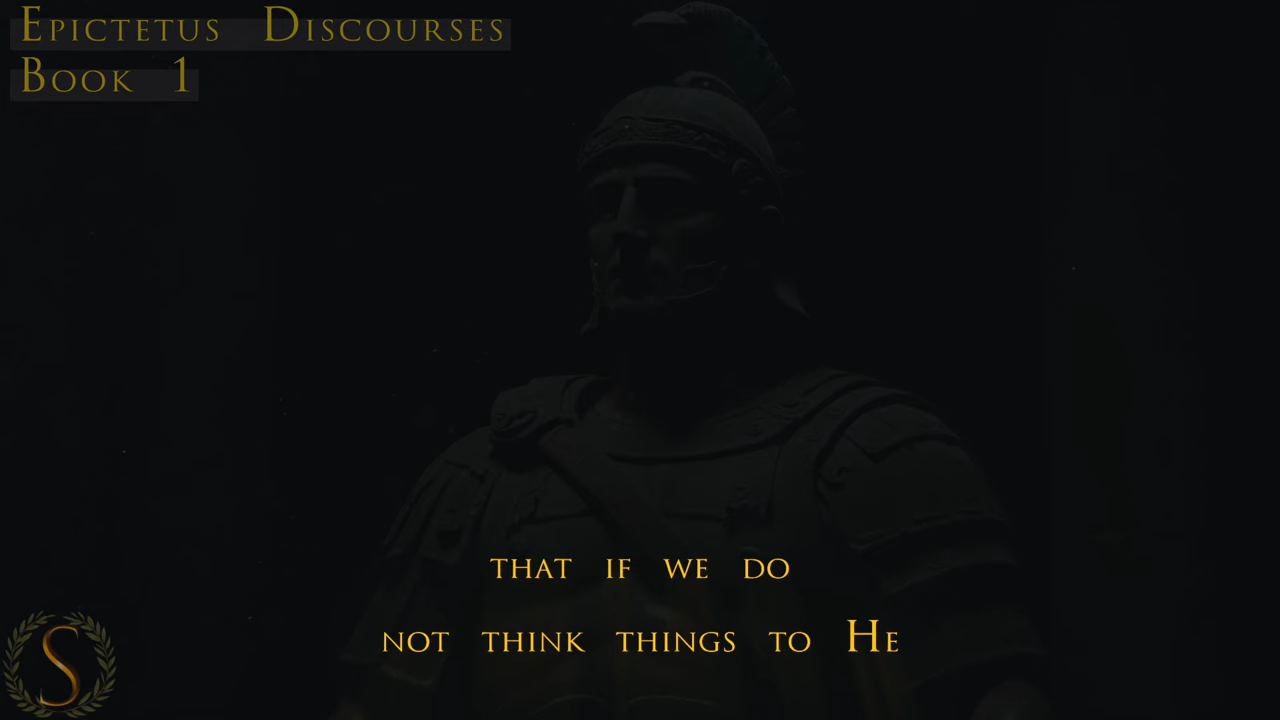 Epictetus Discourses
Book 1
that if we do
not think things to He
S